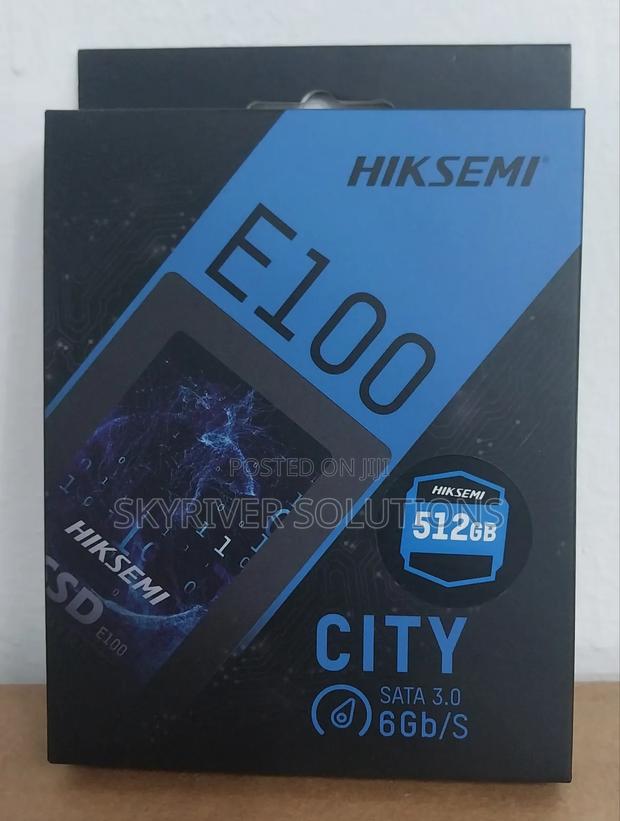 HIKSEMI
E100
POSTED ON JIJI
SKYRIVER SOLUTIONS
HIKSEMI
512GB
HIKSEMI
SSD
E100
CITY
SATA 3.0
6Gb/S